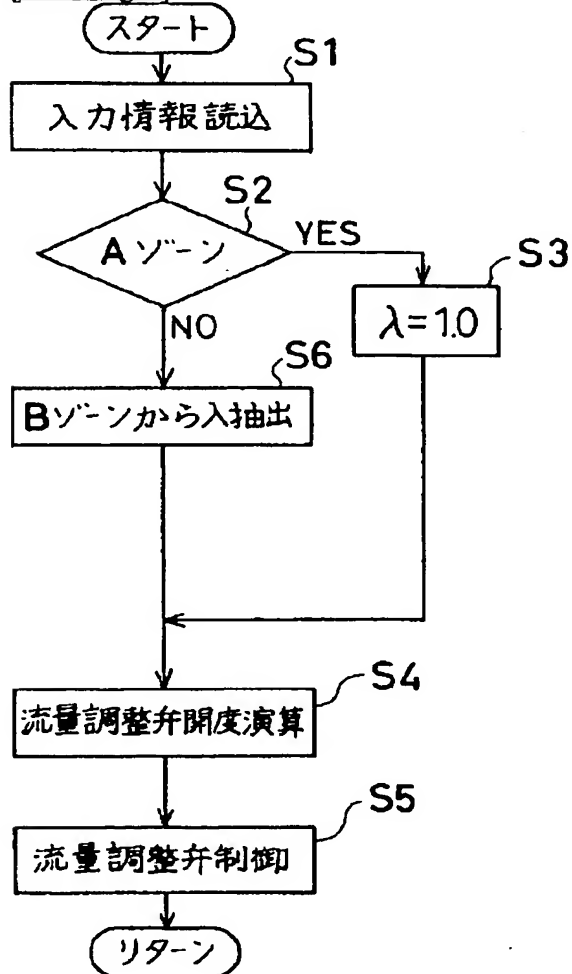 スタート
S1
入力情報読込
S2
Aゾーン
YES
S3
λ=1.0
NO
S6
Bゾーンからλ抽出
S4
流量調整弁開度演算
S5
流量調整弁制御
リターン